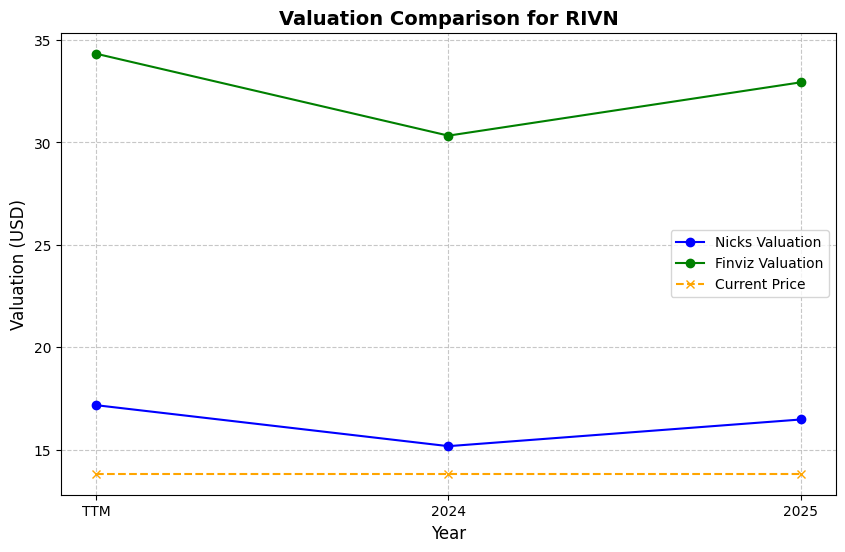 Valuation Comparison for RIVN
Valuation (USD)
35
30
25
20
15
Nicks Valuation
Finviz Valuation
Current Price
TTM
2024
2025
Year